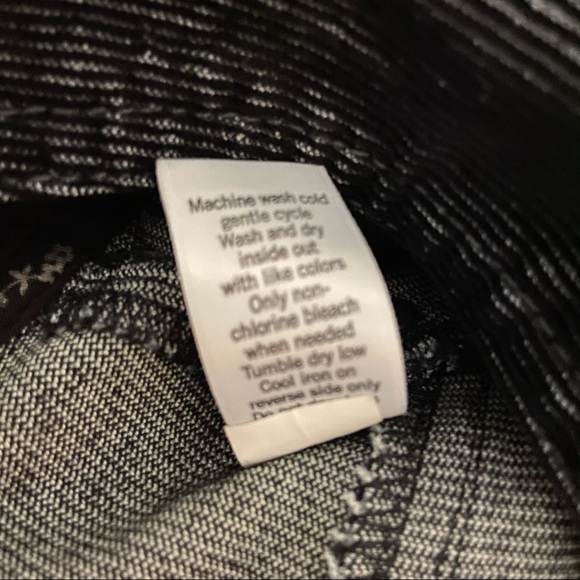 Machine wash cold
gentle cycle
Wash and dry
inside out
with like colors
Only non-
chlorine bleach
when needed
Tumble dry low
Cool iron on
reverse side only
Do